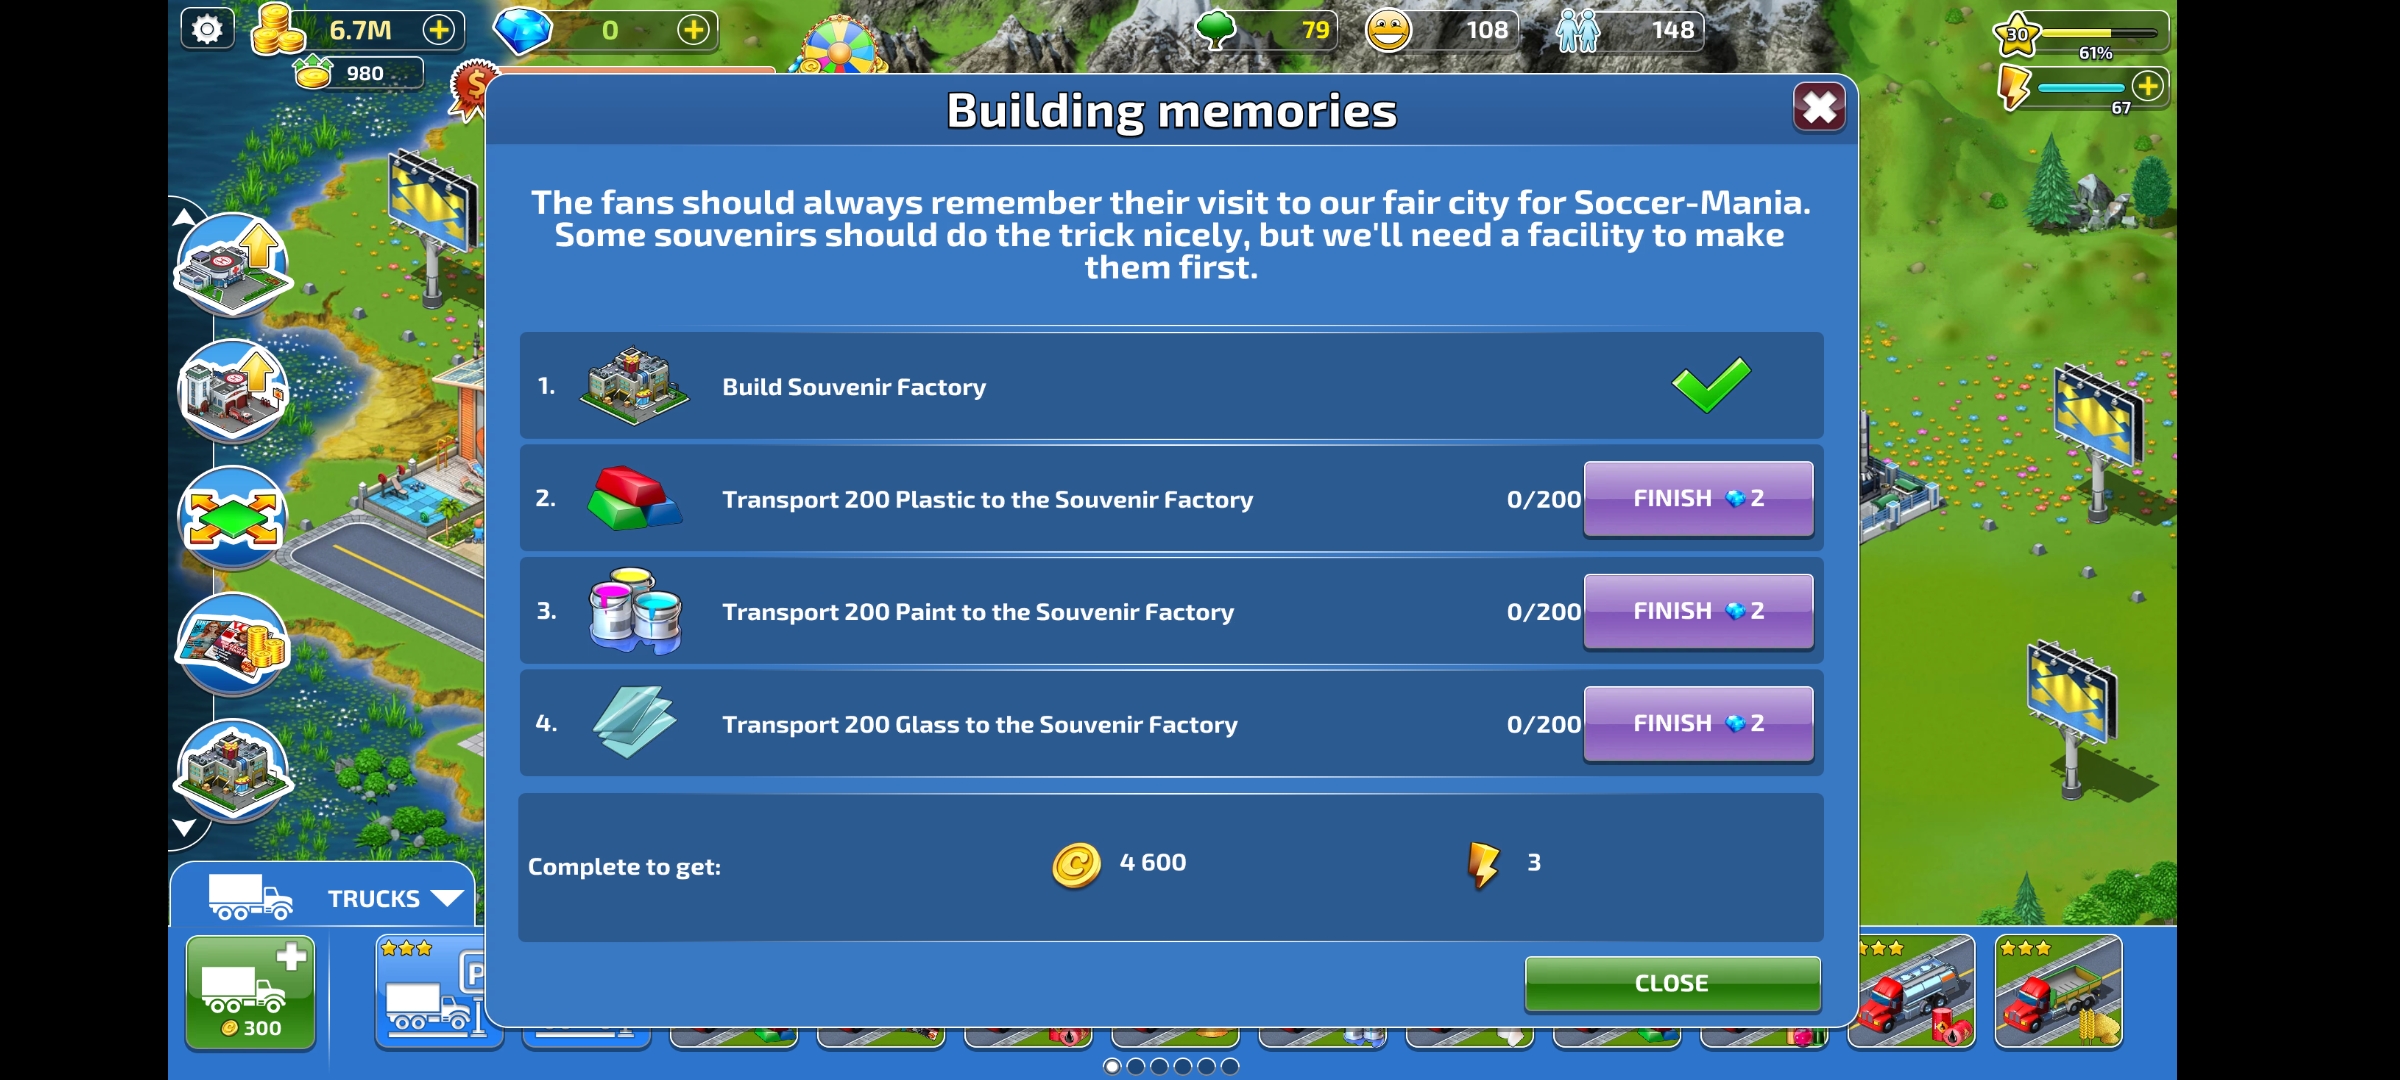 6.7M
0
79
108
148
30
61%
980
67
Building memories
The fans should always remember their visit to our fair city for Soccer-Mania.
Some souvenirs should do the trick nicely, but we'll need a facility to make
them first.
1. Build Souvenir Factory
2. Transport 200 Plastic to the Souvenir Factory 0/200 FINISH 2
3. Transport 200 Paint to the Souvenir Factory 0/200 FINISH 2
4. Transport 200 Glass to the Souvenir Factory 0/200 FINISH 2
Complete to get: 4 600 3
CLOSE
TRUCKS
300
P